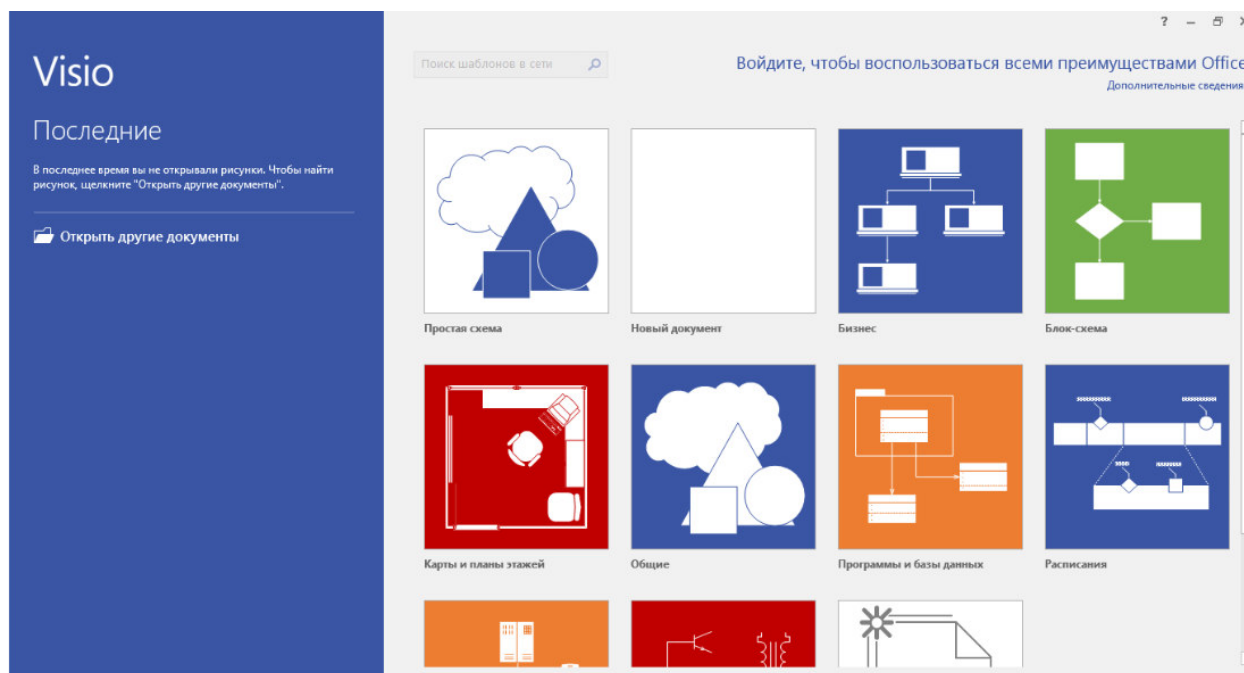 Visio
Последние
В последнее время вы не открывали рисунки. Чтобы найти
рисунок, щелкните "Открыть другие документы".
Открыть другие документы
?
Поиск шаблонов в сети
Войдите, чтобы воспользоваться всеми преимуществами Office
Дополнительные сведения
Простая схема
Новый документ
Бизнес
Блок-схема
Карты и планы этажей
Общие
Программы и базы данных
Расписания